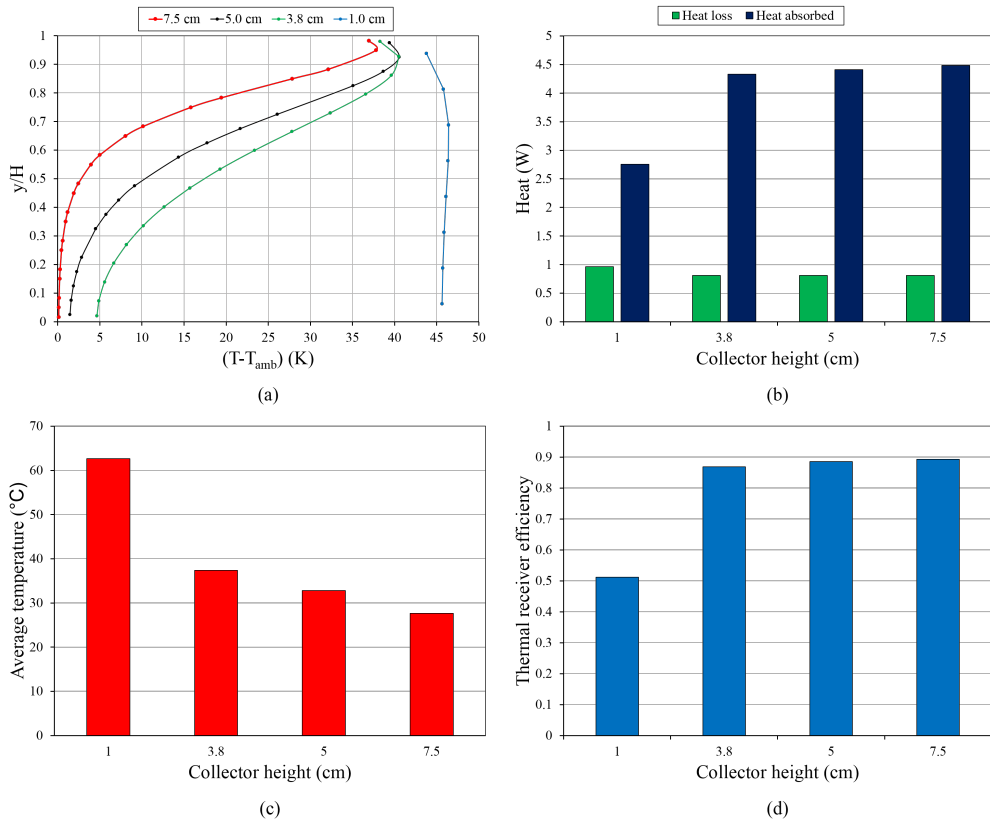 7.5 cm 5.0 cm 3.8 cm 1.0 cm
1
0.9
0.8
0.7
0.6
0.5
0.4
0.3
0.2
0.1
0
y/H
0 5 10 15 20 25 30 35 40 45 50
(T-Tamb) (K)
(a)
Heat loss Heat absorbed
5
4.5
4
3.5
3
2.5
2
1.5
1
0.5
0
Heat (W)
1 3.8 5 7.5
Collector height (cm)
(b)
70
60
50
40
30
20
10
0
Average temperature (°C)
1 3.8 5 7.5
Collector height (cm)
(c)
1
0.9
0.8
0.7
0.6
0.5
0.4
0.3
0.2
0.1
0
Thermal receiver efficiency
1 3.8 5 7.5
Collector height (cm)
(d)